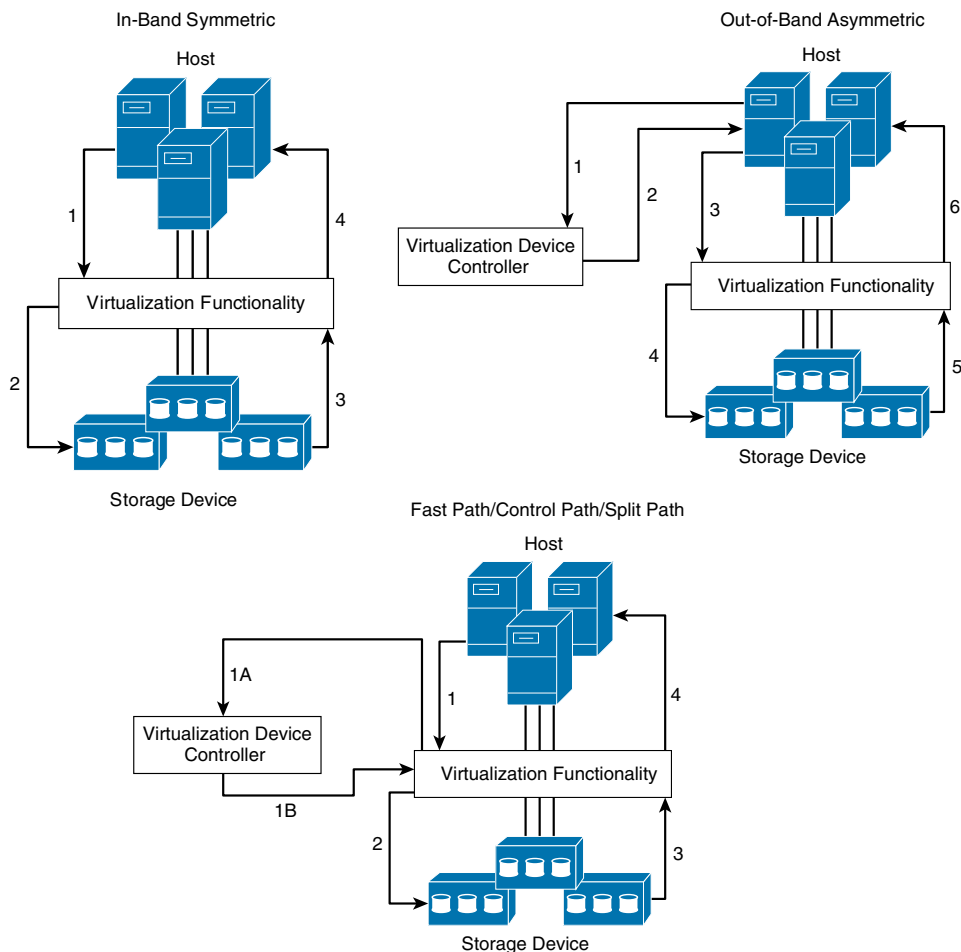 In-Band Symmetric
Host
1
4
Virtualization Functionality
2
3
Storage Device
Out-of-Band Asymmetric
Host
1
2
3
6
Virtualization Device
Controller
Virtualization Functionality
4
5
Storage Device
Fast Path/Control Path/Split Path
Host
1A
1
4
Virtualization Device
Controller
Virtualization Functionality
1B
2
3
Storage Device